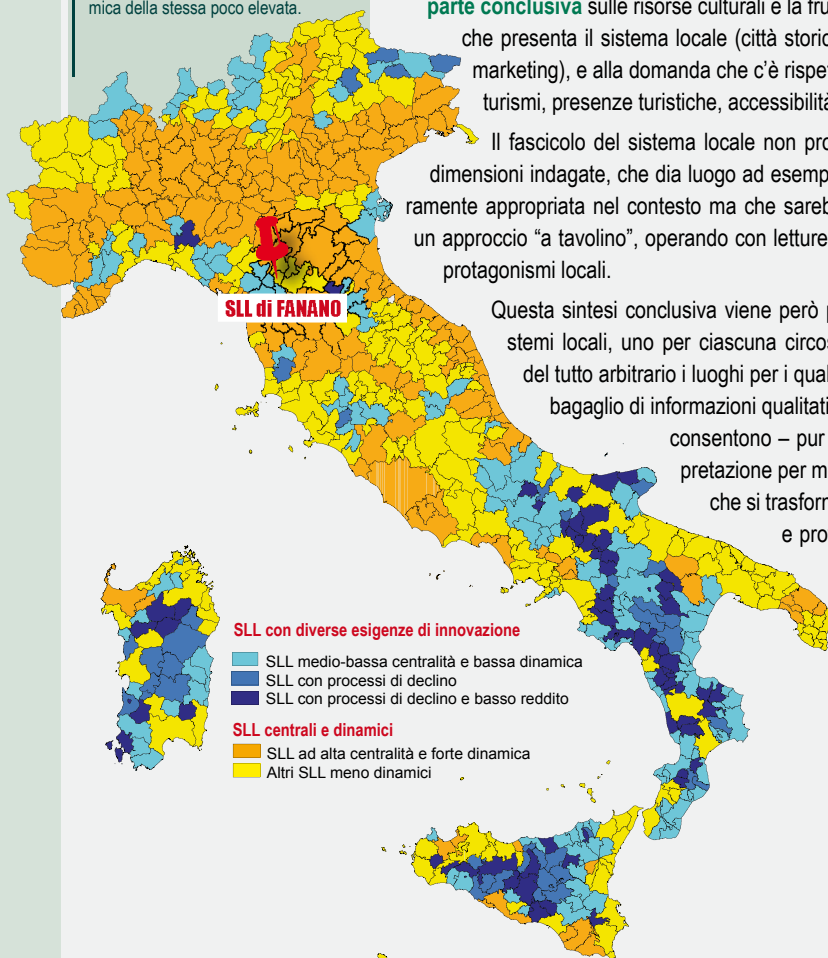 mica della stessa poco elevata.
parte conclusiva sulle risorse culturali e la fru
che presenta il sistema locale (città storic
marketing), e alla domanda che c'è rispe
turismi, presenze turistiche, accessibilità
Il fascicolo del sistema locale non pro
dimensioni indagate, che dia luogo ad esemp
ramente appropriata nel contesto ma che sareb
un approccio “a tavolino”, operando con letture
protagonismi locali.
Questa sintesi conclusiva viene però p
stemi locali, uno per ciascuna circos
del tutto arbitrario i luoghi per i qual
bagaglio di informazioni qualitati
consentono – pur
pretazione per m
che si trasforn
e pro
SLL di FANANO
SLL con diverse esigenze di innovazione
SLL medio-bassa centralità e bassa dinamica
SLL con processi di declino
SLL con processi di declino e basso reddito
SLL centrali e dinamici
SLL ad alta centralità e forte dinamica
Altri SLL meno dinamici